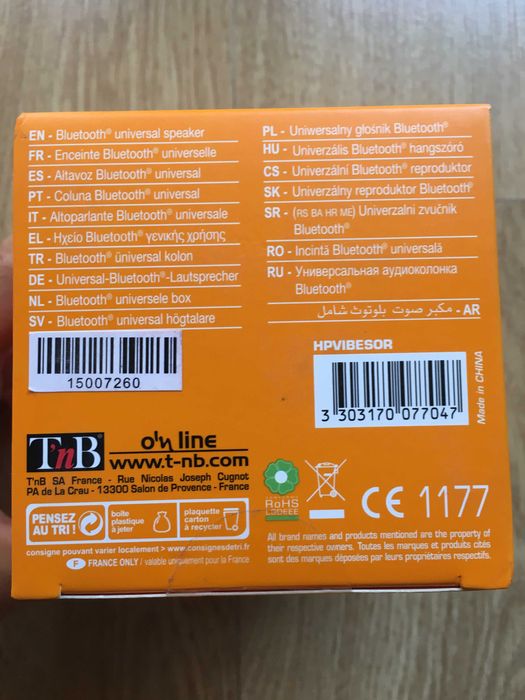 EN - Bluetooth® universal speaker
FR - Enceinte Bluetooth® universelle
ES - Altavoz Bluetooth® universal
PT - Coluna Bluetooth® universal
IT - Altoparlante Bluetooth® universale
EL - Ηχείο Bluetooth® γενικής χρήσης
TR - Bluetooth® üniversal kolon
DE - Universal-Bluetooth®-Lautsprecher
NL - Bluetooth® universele box
SV - Bluetooth® universal högtalare
PL - Uniwersalny głośnik Bluetooth®
HU - Univerzális Bluetooth® hangszóró
CS - Univerzální Bluetooth® reproduktor
SK - Univerzálny reproduktor Bluetooth®
SR - (RS BA HR ME) Univerzalni zvučnik
Bluetooth®
RO - Incintă Bluetooth® universală
RU - Универсальная аудиоколонка
Bluetooth®
AR - مكبر صوت بلوتوث شامل
15007260
HPVIBESOR
3 303170 077047
Made in CHINA
T'nB
on line
www.t-nb.com
T'nB SA France - Rue Nicolas Joseph Cugnot
PA de La Crau - 13300 Salon de Provence - France
PENSEZ
AU TRI !
boîte
plastique
à jeter
plaquette
carton
à recycler
consigne pouvant varier localement > www.consignesdetri.fr
F FRANCE ONLY / valable uniquement pour la France
RoHS
CE 1177
All brand names and products mentioned are the property of
their respective owners. Toutes les marques et produits cités
sont des marques déposées par leurs propriétaires respectifs.